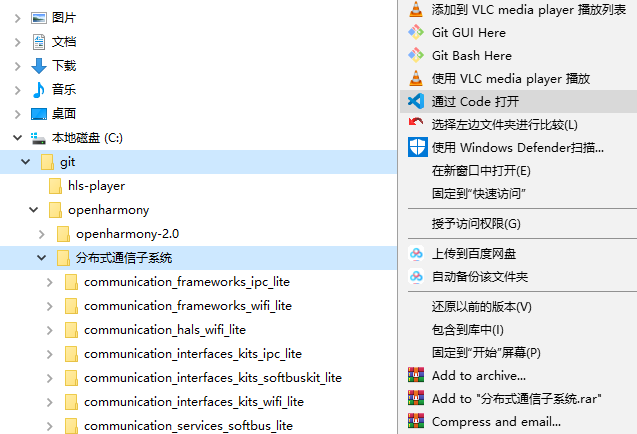 图片
文档
下载
音乐
桌面
本地磁盘 (C:)
git
hls-player
openharmony
openharmony-2.0
分布式通信子系统
communication_frameworks_ipc_lite
communication_frameworks_wifi_lite
communication_hals_wifi_lite
communication_interfaces_kits_ipc_lite
communication_interfaces_kits_softbuskit_lite
communication_interfaces_kits_wifi_lite
communication_services_softbus_lite
添加到 VLC media player 播放列表
Git GUI Here
Git Bash Here
使用 VLC media player 播放
通过 Code 打开
选择左边文件夹进行比较(L)
使用 Windows Defender扫描...
在新窗口中打开(E)
固定到"快速访问"
授予访问权限(G)
上传到百度网盘
自动备份该文件夹
还原以前的版本(V)
包含到库中(I)
固定到"开始"屏幕(P)
Add to archive...
Add to "分布式通信子系统.rar"
Compress and email...